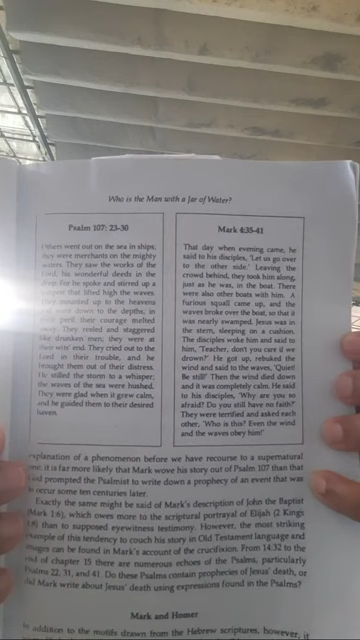 Who is the Man with a Jar of Water?
Psalm 107: 23-30
Others went out on the sea in ships;
they were merchants on the mighty
waters. They saw the works of the
Lord, his wonderful deeds in the
deep. For he spoke and stirred up a
tempest that lifted high the waves.
They mounted up to the heavens
and went down to the depths; in
their peril their courage melted
away. They reeled and staggered
like drunken men; they were at
their wits' end. They cried out to the
Lord in their trouble, and he
brought them out of their distress.
He stilled the storm to a whisper;
the waves of the sea were hushed.
They were glad when it grew calm,
and he guided them to their desired
haven.
Mark 4:35-41
That day when evening came, he
said to his disciples, 'Let us go over
to the other side.' Leaving the
crowd behind, they took him along,
just as he was, in the boat. There
were also other boats with him. A
furious squall came up, and the
waves broke over the boat, so that it
was nearly swamped. Jesus was in
the stern, sleeping on a cushion.
The disciples woke him and said to
him, 'Teacher, don't you care if we
drown?' He got up, rebuked the
wind and said to the waves, 'Quiet!
Be still!' Then the wind died down
and it was completely calm. He said
to his disciples, 'Why are you so
afraid? Do you still have no faith?'
They were terrified and asked each
other, 'Who is this? Even the wind
and the waves obey him!'
explanation of a phenomenon before we have recourse to a supernatural
one: it is far more likely that Mark wove his story out of Psalm 107 than that
God prompted the Psalmist to write down a prophecy of an event that was
to occur some ten centuries later.
Exactly the same might be said of Mark's description of John the Baptist
(Mark 1:6), which owes more to the scriptural portrayal of Elijah (2 Kings
1:8) than to supposed eyewitness testimony. However, the most striking
example of this tendency to couch his story in Old Testament language and
images can be found in Mark's account of the crucifixion. From 14:32 to the
end of chapter 15 there are numerous echoes of the Psalms, particularly
Psalms 22, 31, and 41. Do these Psalms contain prophecies of Jesus' death, or
did Mark write about Jesus' death using expressions found in the Psalms?
Mark and Homer
In addition to the motifs drawn from the Hebrew scriptures, however, it